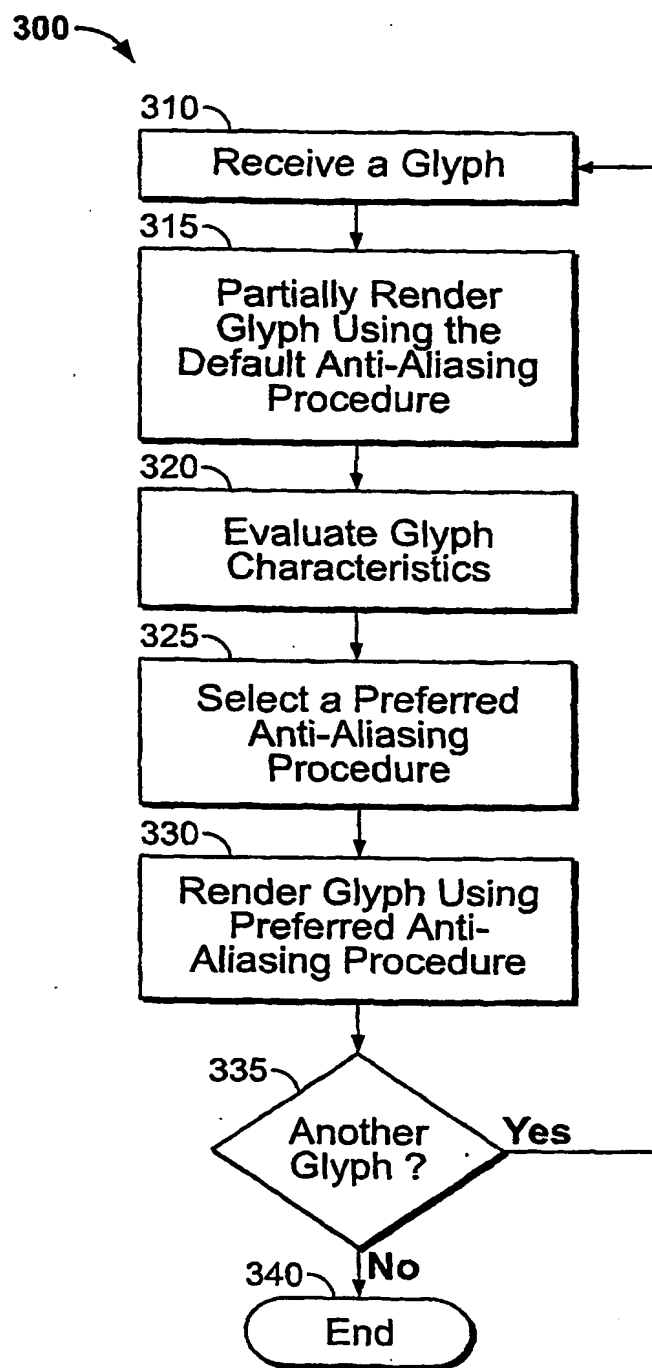 300
310
Receive a Glyph
315
Partially Render
Glyph Using the
Default Anti-Aliasing
Procedure
320
Evaluate Glyph
Characteristics
325
Select a Preferred
Anti-Aliasing
Procedure
330
Render Glyph Using
Preferred Anti-
Aliasing Procedure
335
Another
Glyph ?
Yes
No
340
End